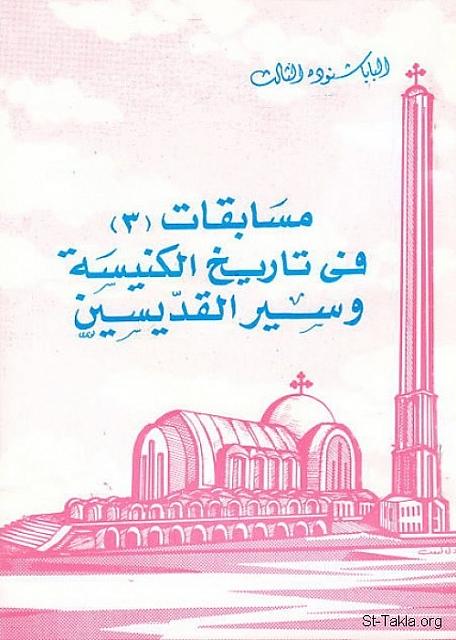 البابا شنوده الثالث
مسابقات (٣)
فى تاريخ الكنيسة
وسير القديسين
St-Takla.org